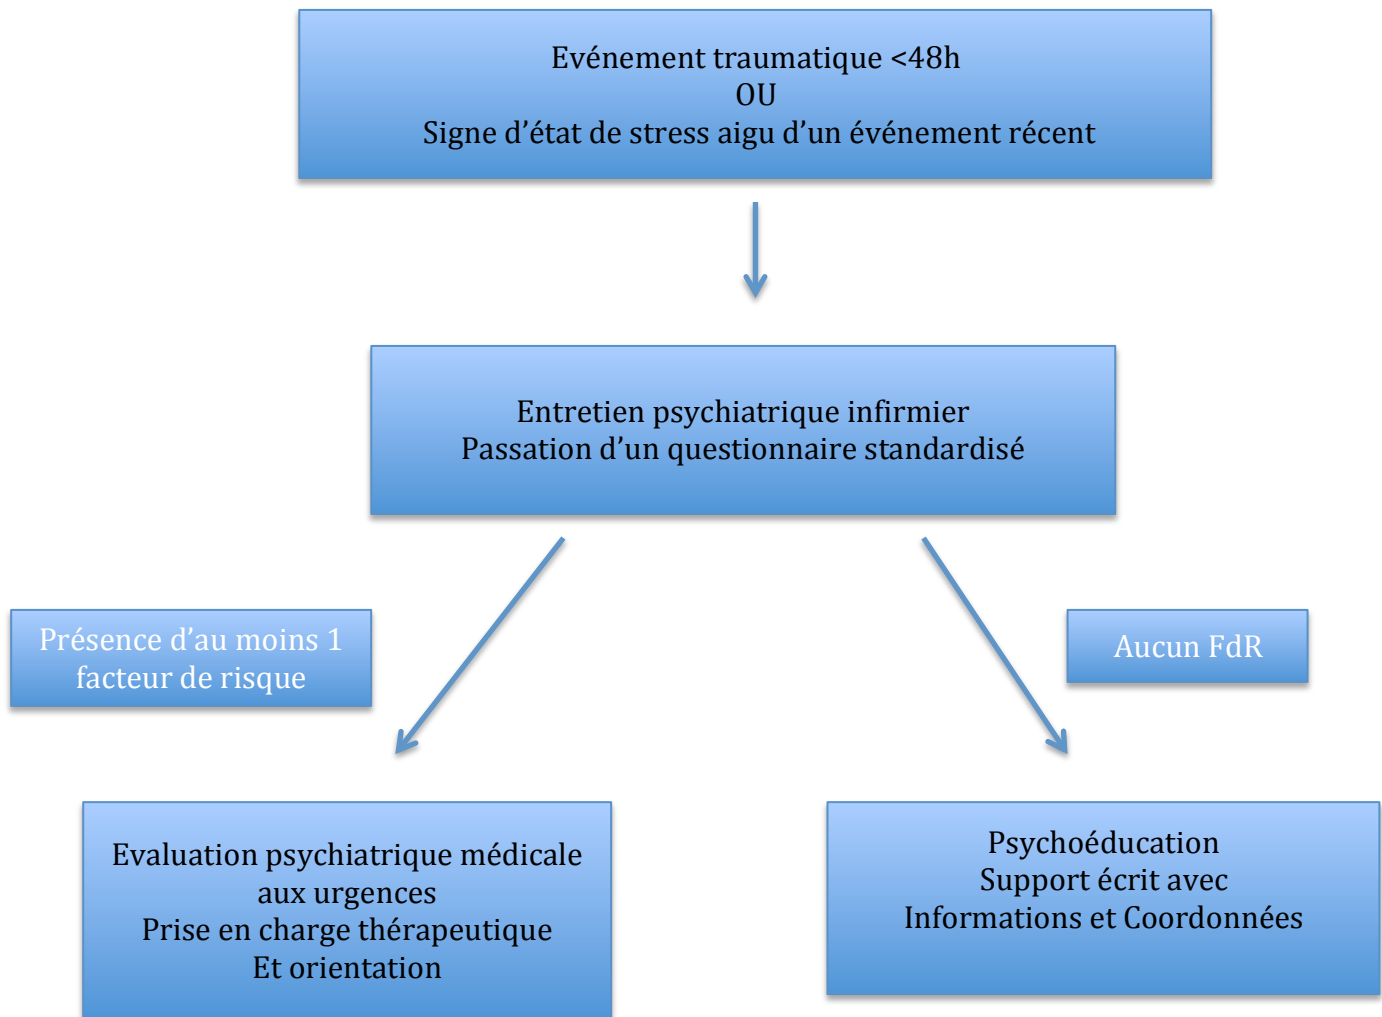 Evénement traumatique <48h
OU
Signe d’état de stress aigu d’un événement récent
Entretien psychiatrique infirmier
Passation d’un questionnaire standardisé
Présence d’au moins 1
facteur de risque
Aucun FdR
Evaluation psychiatrique médicale
aux urgences
Prise en charge thérapeutique
Et orientation
Psychoéducation
Support écrit avec
Informations et Coordonnées